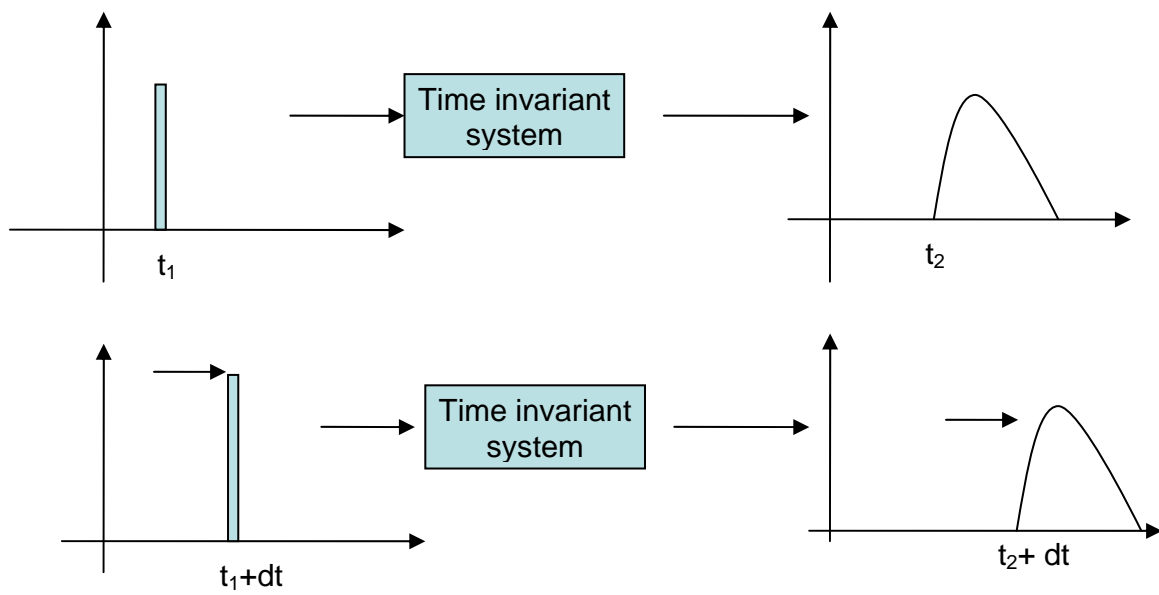 Time invariant
system
t₁
t₂
Time invariant
system
t₁+dt
t₂+ dt